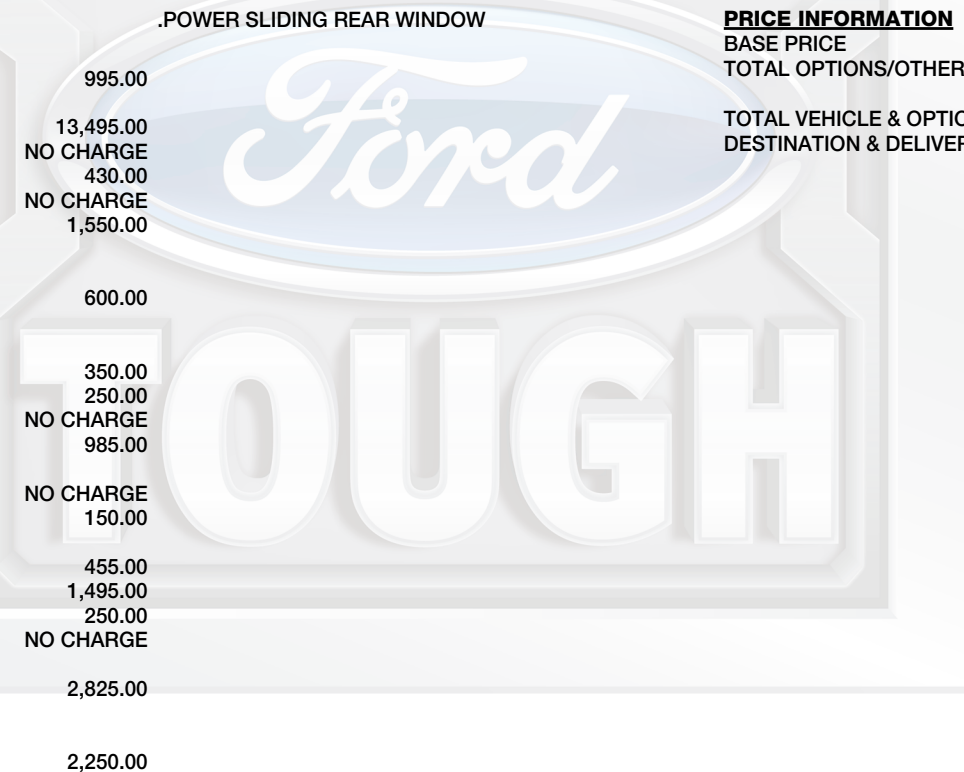 .POWER SLIDING REAR WINDOW
995.00
13,495.00
NO CHARGE
430.00
NO CHARGE
1,550.00
600.00
350.00
250.00
NO CHARGE
985.00
NO CHARGE
150.00
455.00
1,495.00
250.00
NO CHARGE
2,825.00
2,250.00
PRICE INFORMATION
BASE PRICE
TOTAL OPTIONS/OTHER
TOTAL VEHICLE & OPTIO
DESTINATION & DELIVER
Ford
TOUGH